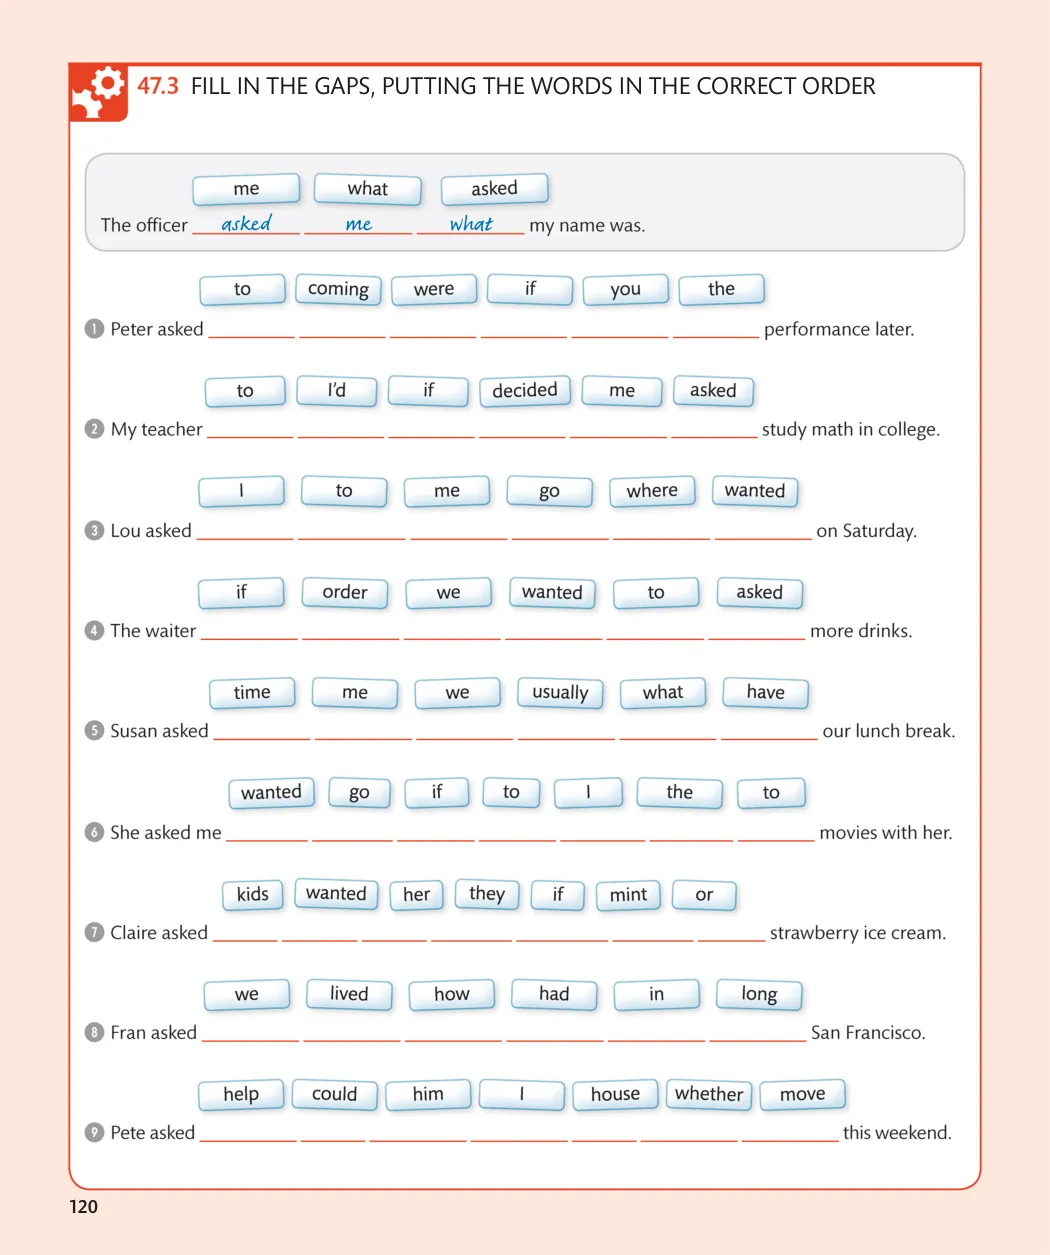 47.3 FILL IN THE GAPS, PUTTING THE WORDS IN THE CORRECT ORDER
me what asked
The officer asked me what my name was.
to coming were if you the
1 Peter asked performance later.
to I'd if decided me asked
2 My teacher study math in college.
I to me go where wanted
3 Lou asked on Saturday.
if order we wanted to asked
4 The waiter more drinks.
time me we usually what have
5 Susan asked our lunch break.
wanted go if to I the to
6 She asked me movies with her.
kids wanted her they if mint or
7 Claire asked strawberry ice cream.
we lived how had in long
8 Fran asked San Francisco.
help could him I house whether move
9 Pete asked this weekend.
120